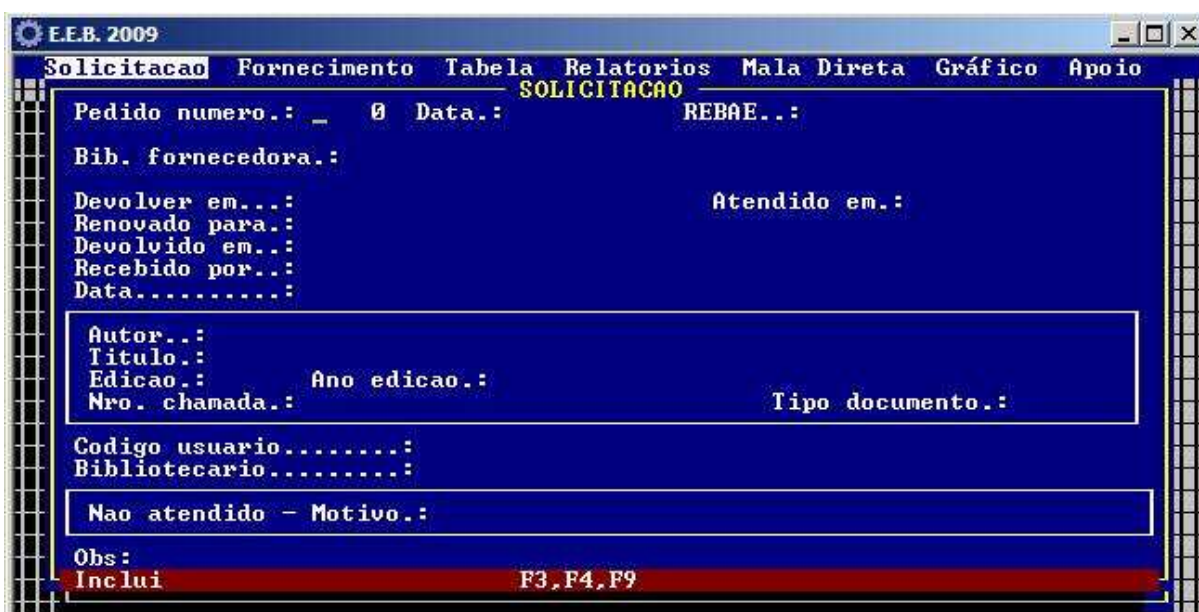 E.E.B. 2009
Solicitacao Fornecimento Tabela Relatorios Mala Direta Gráfico Apoio
SOLICITACAO
Pedido numero.: _ 0 Data.: REBAE..:
Bib. fornecedora.:
Devolver em...: Atendido em.:
Renovado para.:
Devolvido em..:
Recebido por..:
Data..........:
Autor..:
Titulo.:
Edicao.: Ano edicao.:
Nro. chamada.: Tipo documento.:
Codigo usuario........:
Bibliotecario.........:
Nao atendido - Motivo.:
Obs:
Inclui F3,F4,F9